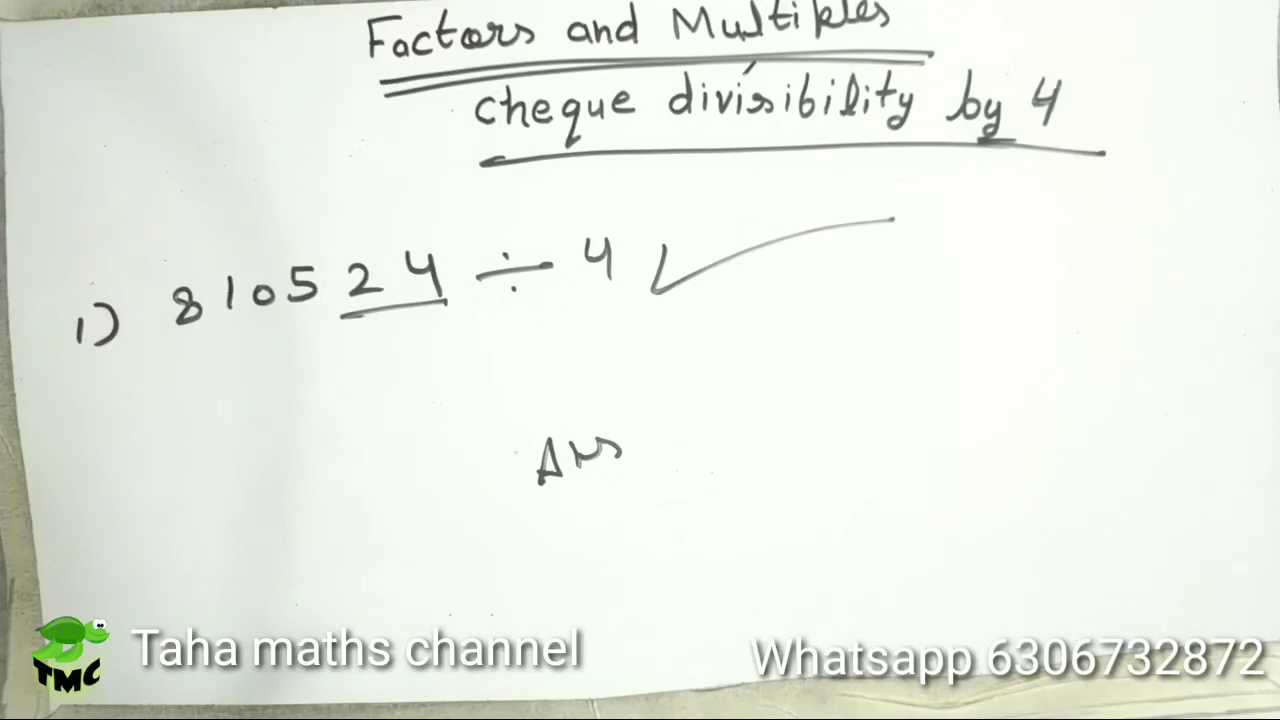 Factors and Multiples
cheque divisibility by 4
1) 810524 ÷ 4 ✓
Ans
TMC
Taha maths channel
Whatsapp 6306732872